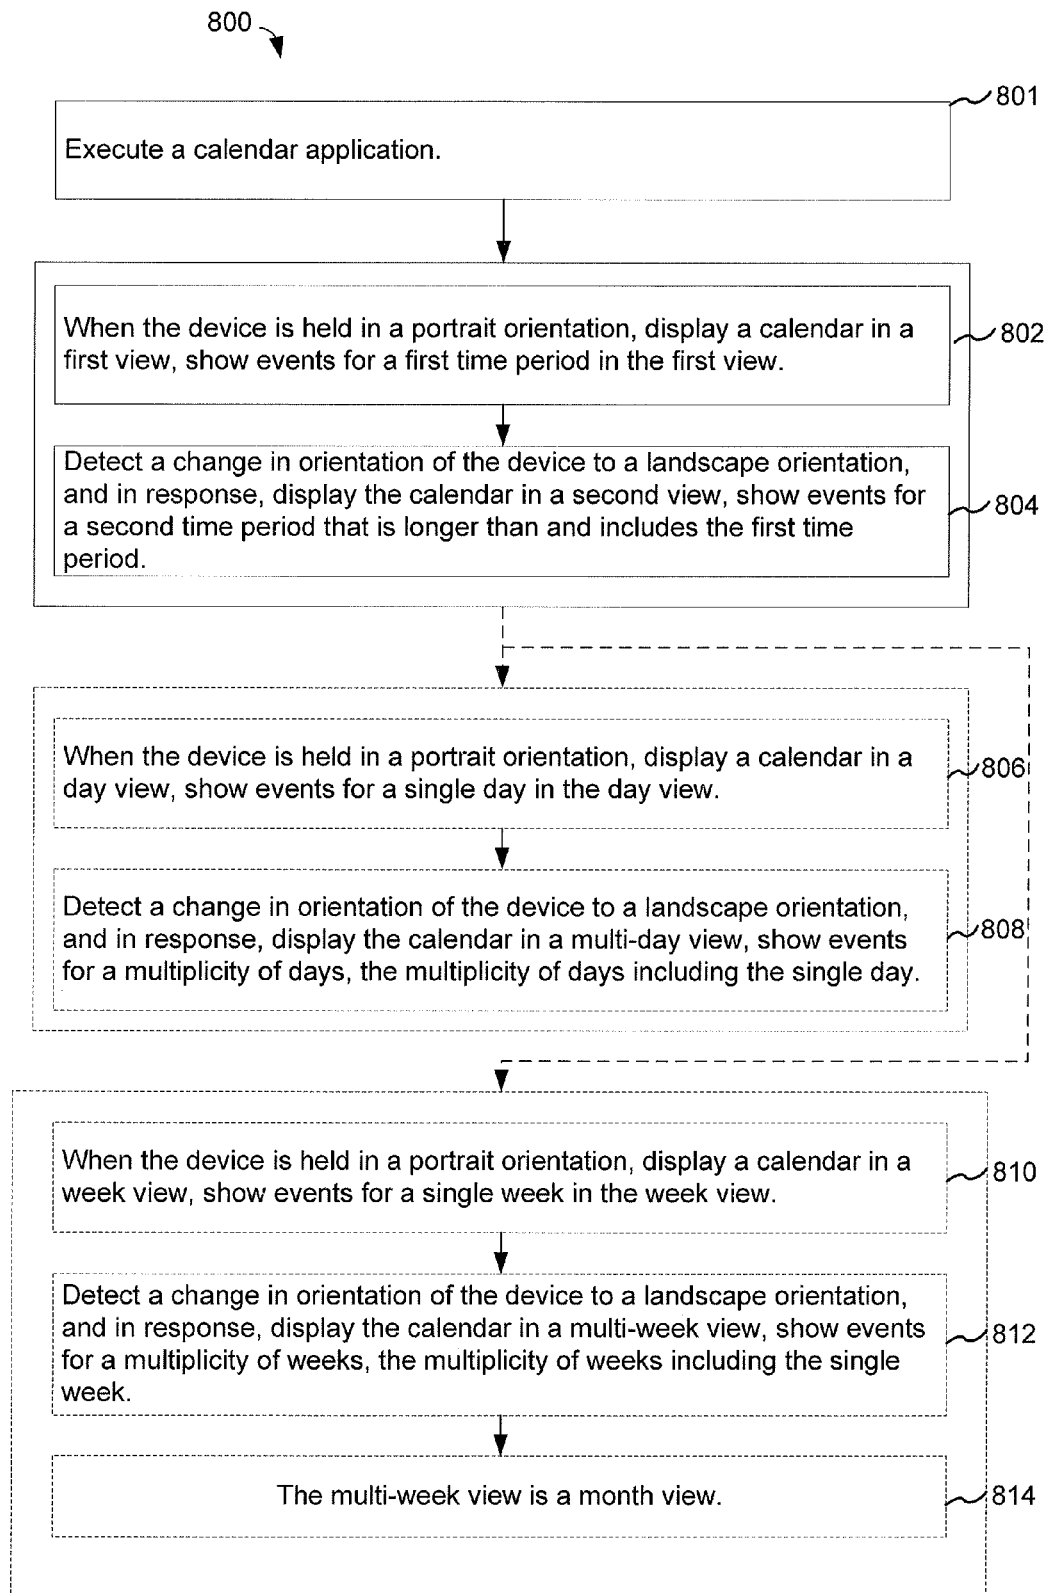 800
801
Execute a calendar application.
When the device is held in a portrait orientation, display a calendar in a
first view, show events for a first time period in the first view.
802
Detect a change in orientation of the device to a landscape orientation,
and in response, display the calendar in a second view, show events for
a second time period that is longer than and includes the first time
period.
804
When the device is held in a portrait orientation, display a calendar in a
day view, show events for a single day in the day view.
806
Detect a change in orientation of the device to a landscape orientation,
and in response, display the calendar in a multi-day view, show events
for a multiplicity of days, the multiplicity of days including the single day.
808
When the device is held in a portrait orientation, display a calendar in a
week view, show events for a single week in the week view.
810
Detect a change in orientation of the device to a landscape orientation,
and in response, display the calendar in a multi-week view, show events
for a multiplicity of weeks, the multiplicity of weeks including the single
week.
812
The multi-week view is a month view.
814